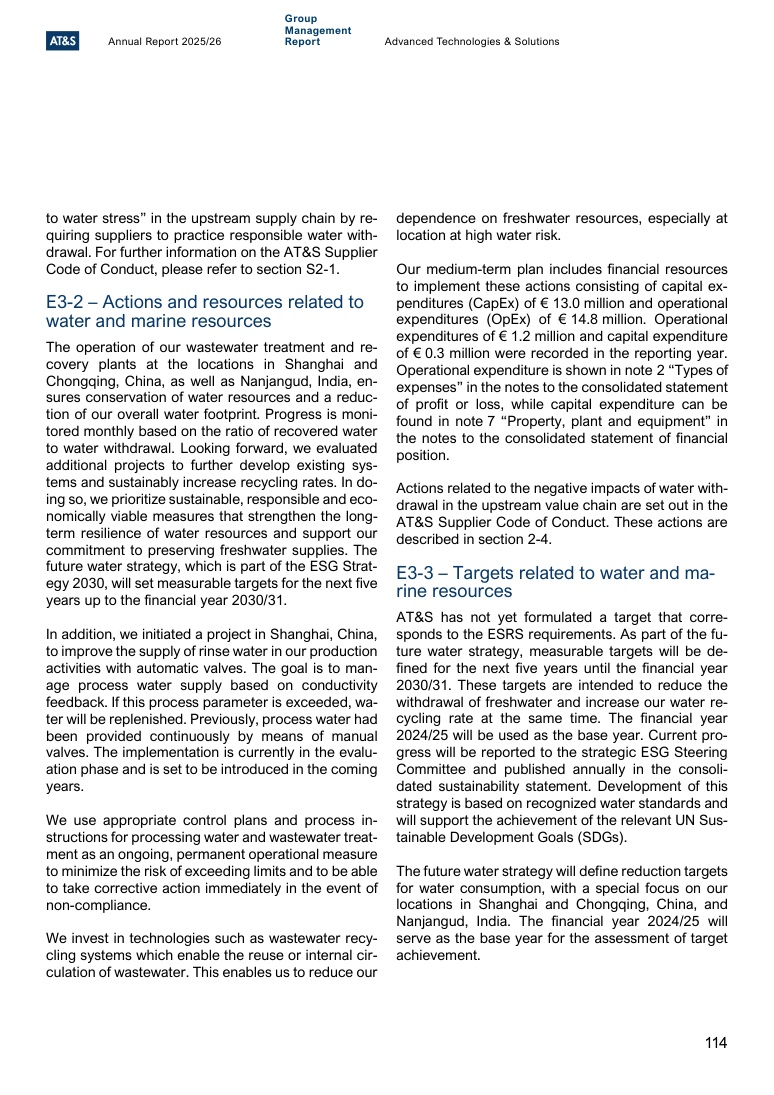 AT&S
Annual Report 2025/26
Group
Management
Report
Advanced Technologies & Solutions
to water stress” in the upstream supply chain by re-
quiring suppliers to practice responsible water with-
drawal. For further information on the AT&S Supplier
Code of Conduct, please refer to section S2-1.
E3-2 – Actions and resources related to
water and marine resources
The operation of our wastewater treatment and re-
covery plants at the locations in Shanghai and
Chongqing, China, as well as Nanjangud, India, en-
sures conservation of water resources and a reduc-
tion of our overall water footprint. Progress is moni-
tored monthly based on the ratio of recovered water
to water withdrawal. Looking forward, we evaluated
additional projects to further develop existing sys-
tems and sustainably increase recycling rates. In do-
ing so, we prioritize sustainable, responsible and eco-
nomically viable measures that strengthen the long-
term resilience of water resources and support our
commitment to preserving freshwater supplies. The
future water strategy, which is part of the ESG Strat-
egy 2030, will set measurable targets for the next five
years up to the financial year 2030/31.
In addition, we initiated a project in Shanghai, China,
to improve the supply of rinse water in our production
activities with automatic valves. The goal is to man-
age process water supply based on conductivity
feedback. If this process parameter is exceeded, wa-
ter will be replenished. Previously, process water had
been provided continuously by means of manual
valves. The implementation is currently in the evalu-
ation phase and is set to be introduced in the coming
years.
We use appropriate control plans and process in-
structions for processing water and wastewater treat-
ment as an ongoing, permanent operational measure
to minimize the risk of exceeding limits and to be able
to take corrective action immediately in the event of
non-compliance.
We invest in technologies such as wastewater recy-
cling systems which enable the reuse or internal cir-
culation of wastewater. This enables us to reduce our
dependence on freshwater resources, especially at
location at high water risk.
Our medium-term plan includes financial resources
to implement these actions consisting of capital ex-
penditures (CapEx) of € 13.0 million and operational
expenditures (OpEx) of € 14.8 million. Operational
expenditures of € 1.2 million and capital expenditure
of € 0.3 million were recorded in the reporting year.
Operational expenditure is shown in note 2 “Types of
expenses” in the notes to the consolidated statement
of profit or loss, while capital expenditure can be
found in note 7 “Property, plant and equipment” in
the notes to the consolidated statement of financial
position.
Actions related to the negative impacts of water with-
drawal in the upstream value chain are set out in the
AT&S Supplier Code of Conduct. These actions are
described in section 2-4.
E3-3 – Targets related to water and ma-
rine resources
AT&S has not yet formulated a target that corre-
sponds to the ESRS requirements. As part of the fu-
ture water strategy, measurable targets will be de-
fined for the next five years until the financial year
2030/31. These targets are intended to reduce the
withdrawal of freshwater and increase our water re-
cycling rate at the same time. The financial year
2024/25 will be used as the base year. Current pro-
gress will be reported to the strategic ESG Steering
Committee and published annually in the consoli-
dated sustainability statement. Development of this
strategy is based on recognized water standards and
will support the achievement of the relevant UN Sus-
tainable Development Goals (SDGs).
The future water strategy will define reduction targets
for water consumption, with a special focus on our
locations in Shanghai and Chongqing, China, and
Nanjangud, India. The financial year 2024/25 will
serve as the base year for the assessment of target
achievement.
114